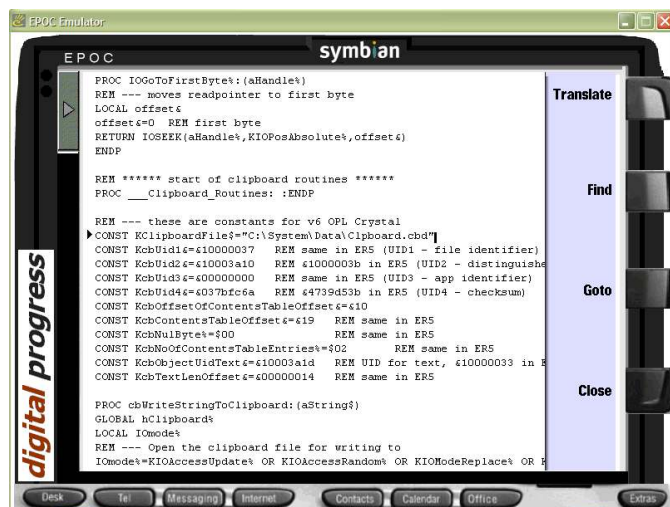 EPOC Emulator
EPOC
symbian
PROC IOGoToFirstByte%:(aHandle%)
REM --- moves readpointer to first byte
LOCAL offset&
offset&=0 REM first byte
RETURN IOSEEK(aHandle%,KIOPosAbsolute%,offset&)
ENDP
REM ****** start of clipboard routines ******
PROC ___Clipboard_Routines: :ENDP
REM --- these are constants for v6 OPL Crystal
CONST KClipboardFile$="C:\System\Data\Clpboard.cbd"
CONST KcbUid1&=&10000037 REM same in ER5 (UID1 - file identifier)
CONST KcbUid2&=&10003a10 REM &1000003b in ER5 (UID2 - distinguishe
CONST KcbUid3&=&00000000 REM same in ER5 (UID3 - app identifier)
CONST KcbUid4&=&037bfc6a REM &4739d53b in ER5 (UID4 - checksum)
CONST KcbOffsetOfContentsTableOffset&=&10
CONST KcbContentsTableOffset&=&19 REM same in ER5
CONST KcbNulByte%=$00 REM same in ER5
CONST KcbNoOfContentsTableEntries%=$02 REM same in ER5
CONST KcbObjectUidText&=&10003a1d REM UID for text, &10000033 in E
CONST KcbTextLenOffset&=&00000014 REM same in ER5
PROC cbWriteStringToClipboard:(aString$)
GLOBAL hClipboard%
LOCAL IOmode%
REM --- Open the clipboard file for writing to
IOmode%=KIOAccessUpdate% OR KIOAccessRandom% OR KIOModeReplace% OR K
Translate
Find
Goto
Close
digital progress
Desk
Tel
Messaging
Internet
Contacts
Calendar
Office
Extras